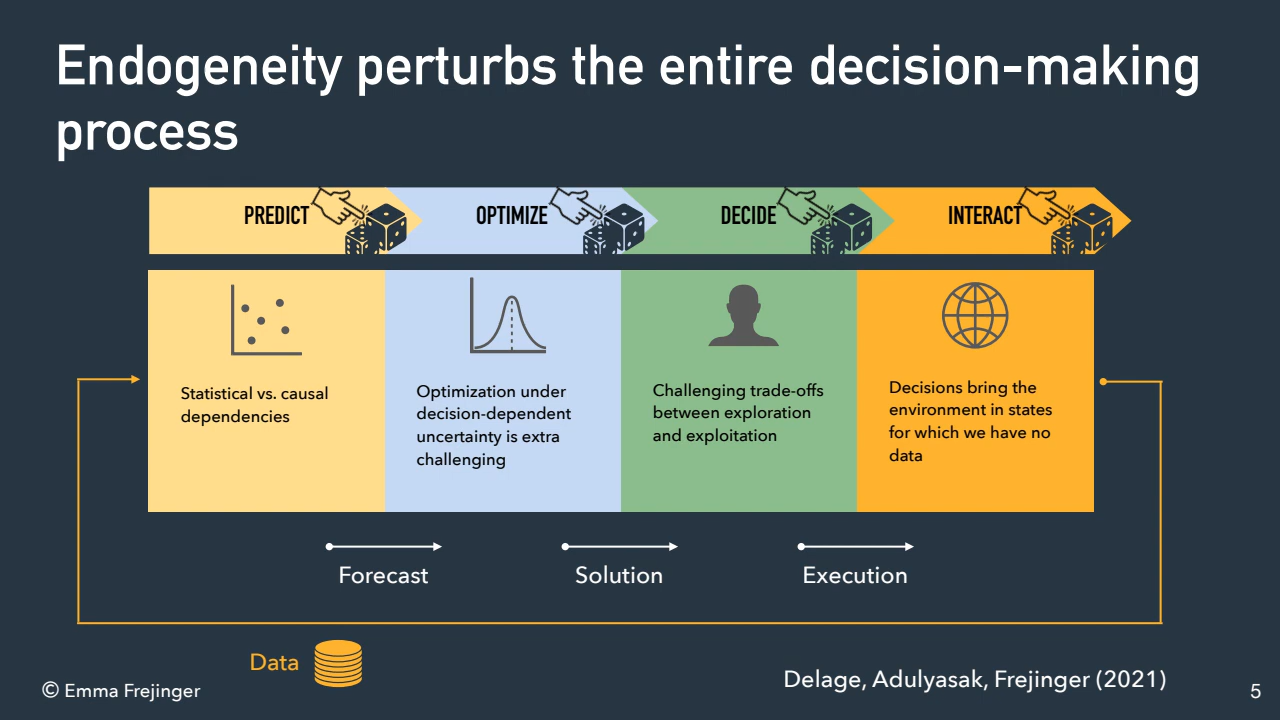 Endogeneity perturbs the entire decision-making
process
PREDICT
OPTIMIZE
DECIDE
INTERACT
Statistical vs. causal
dependencies
Optimization under
decision-dependent
uncertainty is extra
challenging
Challenging trade-offs
between exploration
and exploitation
Decisions bring the
environment in states
for which we have no
data
Forecast
Solution
Execution
Data
© Emma Frejinger
Delage, Adulyasak, Frejinger (2021)
5